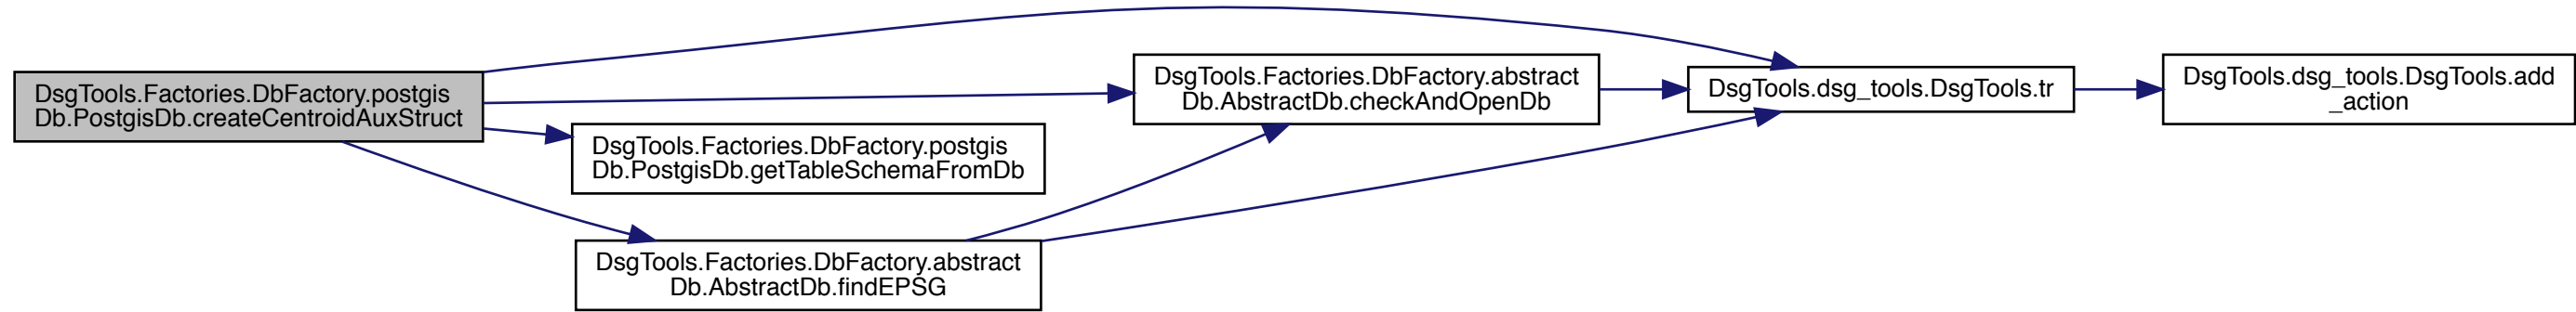 DsgTools.Factories.DbFactory.postgis
Db.PostgisDb.createCentroidAuxStruct
DsgTools.Factories.DbFactory.postgis
Db.PostgisDb.getTableSchemaFromDb
DsgTools.Factories.DbFactory.abstract
Db.AbstractDb.findEPSG
DsgTools.Factories.DbFactory.abstract
Db.AbstractDb.checkAndOpenDb
DsgTools.dsg_tools.DsgTools.tr
DsgTools.dsg_tools.DsgTools.add
_action